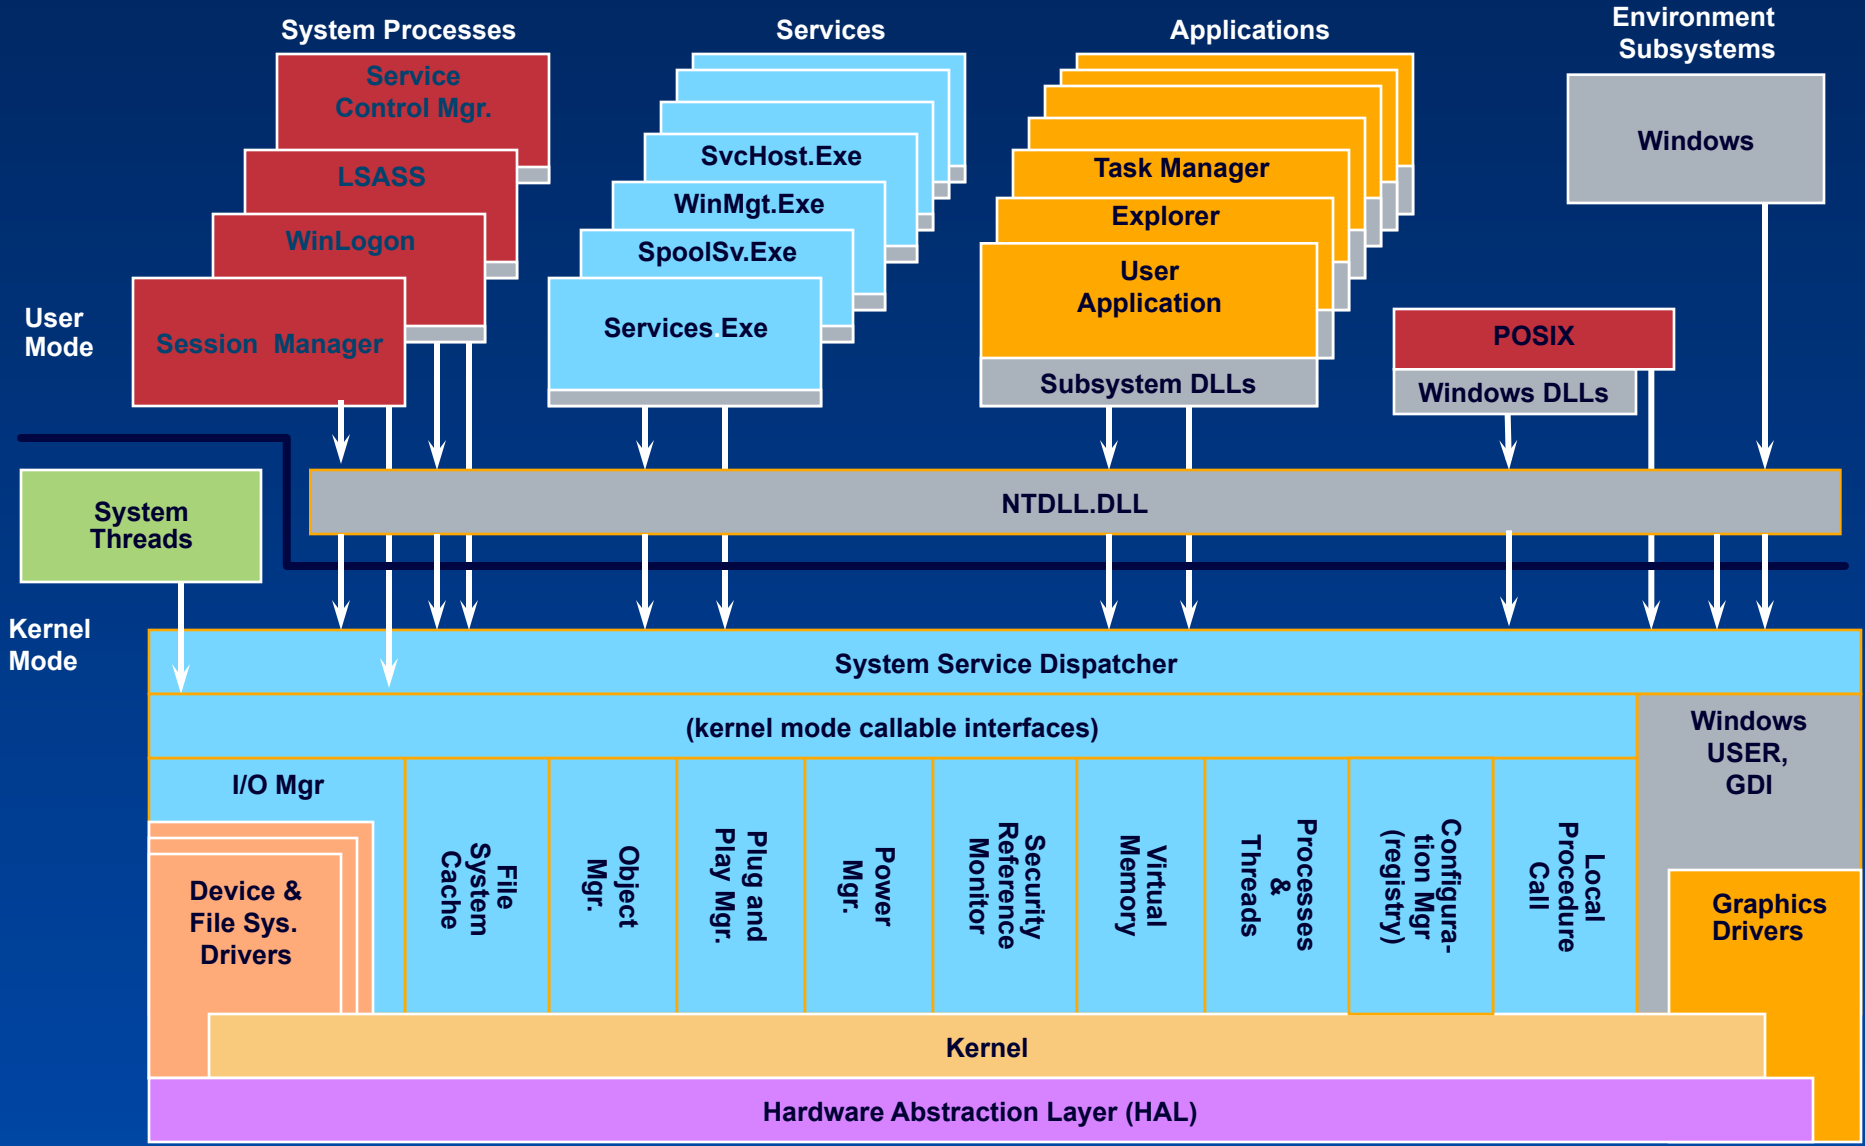 System Processes
Services
Applications
Environment
Subsystems
Service
Control Mgr.
LSASS
WinLogon
Session Manager
SvcHost.Exe
WinMgt.Exe
SpoolSv.Exe
Services.Exe
Task Manager
Explorer
User
Application
Subsystem DLLs
Windows
POSIX
Windows DLLs
User
Mode
System
Threads
NTDLL.DLL
Kernel
Mode
System Service Dispatcher
(kernel mode callable interfaces)
Windows
USER,
GDI
I/O Mgr
Device &
File Sys.
Drivers
File
System
Cache
Object
Mgr.
Plug and
Play Mgr.
Power
Mgr.
Security
Reference
Monitor
Virtual
Memory
Processes
&
Threads
Configura-
tion Mgr
(registry)
Local
Procedure
Call
Graphics
Drivers
Kernel
Hardware Abstraction Layer (HAL)